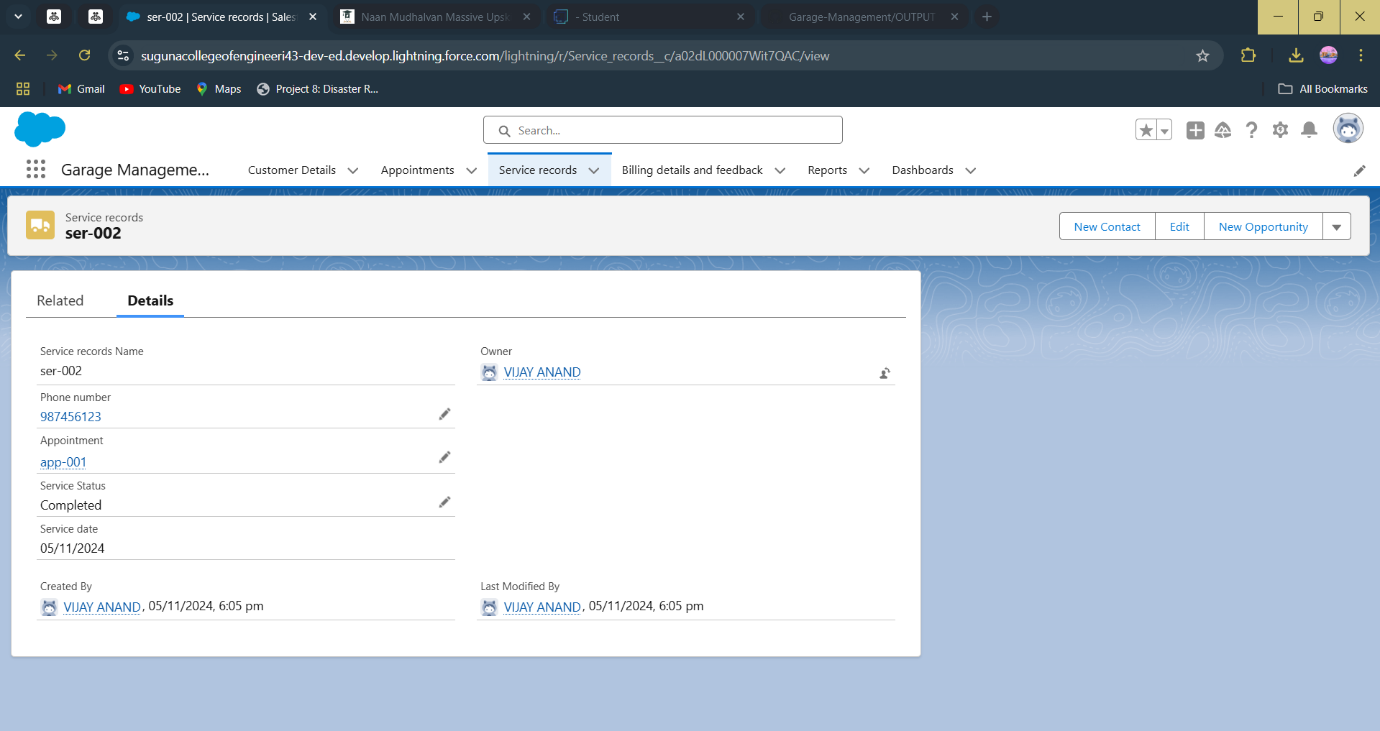 ser-002 | Service records | Sales
Naan Mudhalvan Massive Upski
- Student
Garage-Management/OUTPUT
sugunacollegeofengineeri43-dev-ed.develop.lightning.force.com/lightning/r/Service_records__c/a02dL000007Wit7QAC/view
Gmail
YouTube
Maps
Project 8: Disaster R...
All Bookmarks
Search...
Garage Manageme...
Customer Details
Appointments
Service records
Billing details and feedback
Reports
Dashboards
Service records
ser-002
New Contact
Edit
New Opportunity
Related
Details
Service records Name
ser-002
Owner
VIJAY ANAND
Phone number
987456123
Appointment
app-001
Service Status
Completed
Service date
05/11/2024
Created By
VIJAY ANAND, 05/11/2024, 6:05 pm
Last Modified By
VIJAY ANAND, 05/11/2024, 6:05 pm